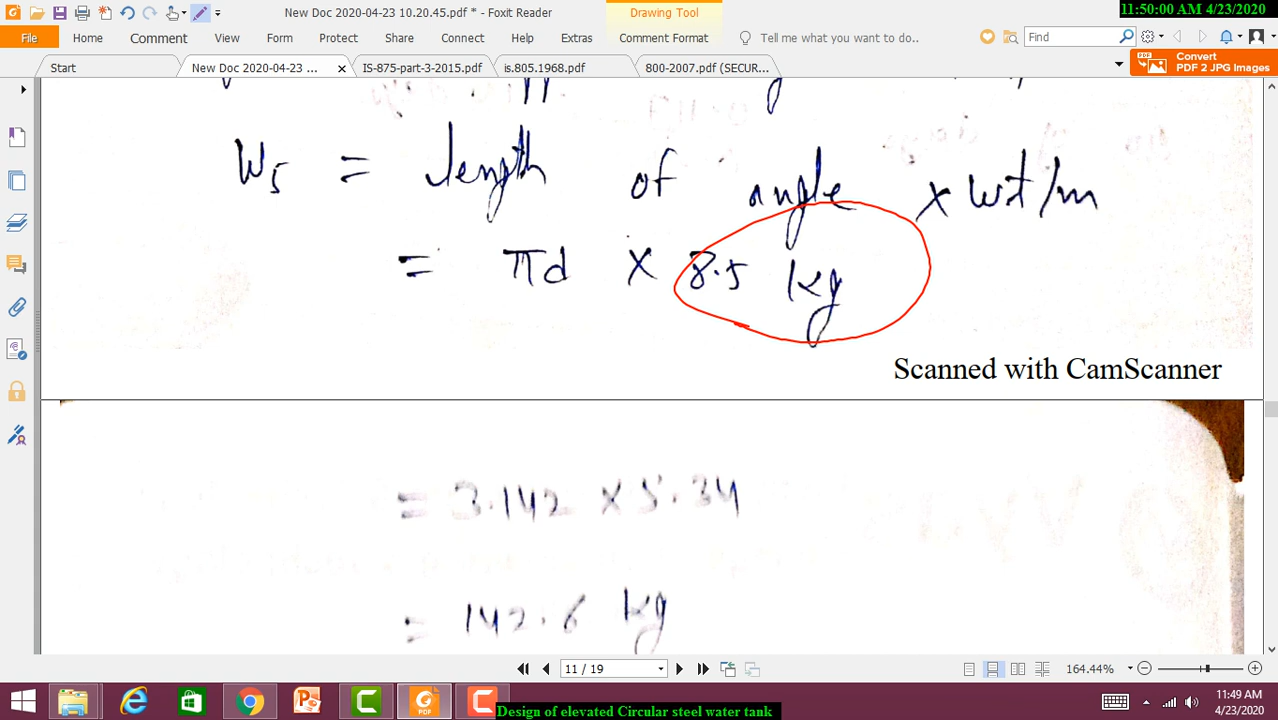 New Doc 2020-04-23 10.20.45.pdf * - Foxit Reader
Drawing Tool
11:50:00 AM 4/23/2020
File Home Comment View Form Protect Share Connect Help Extras Comment Format Tell me what you want to do.. Find
Start New Doc 2020-04-23 ... IS-875-part-3-2015.pdf is.805.1968.pdf 800-2007.pdf (SECUR...
Convert
PDF 2 JPG Images
W5 = length of angle x wt/m
= πd x 8.5 kg
Scanned with CamScanner
= 3.142 x 5.34
= 142.6 kg
11 / 19
164.44%
11:49 AM
4/23/2020
Design of elevated Circular steel water tank